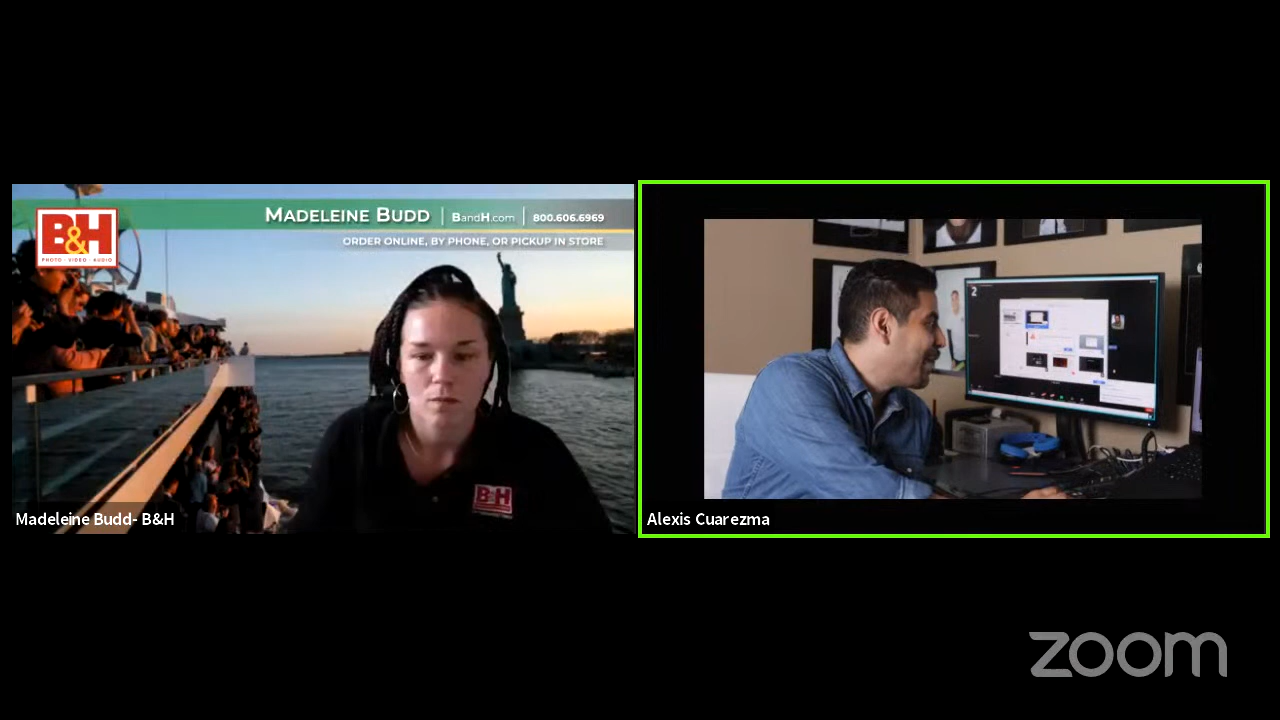 MADELEINE BUDD | BandH.com | 800.606.6969
ORDER ONLINE, BY PHONE, OR PICKUP IN STORE
B&H
PHOTO · VIDEO · AUDIO
B&H
2
Madeleine Budd- B&H
Alexis Cuarezma
zoom